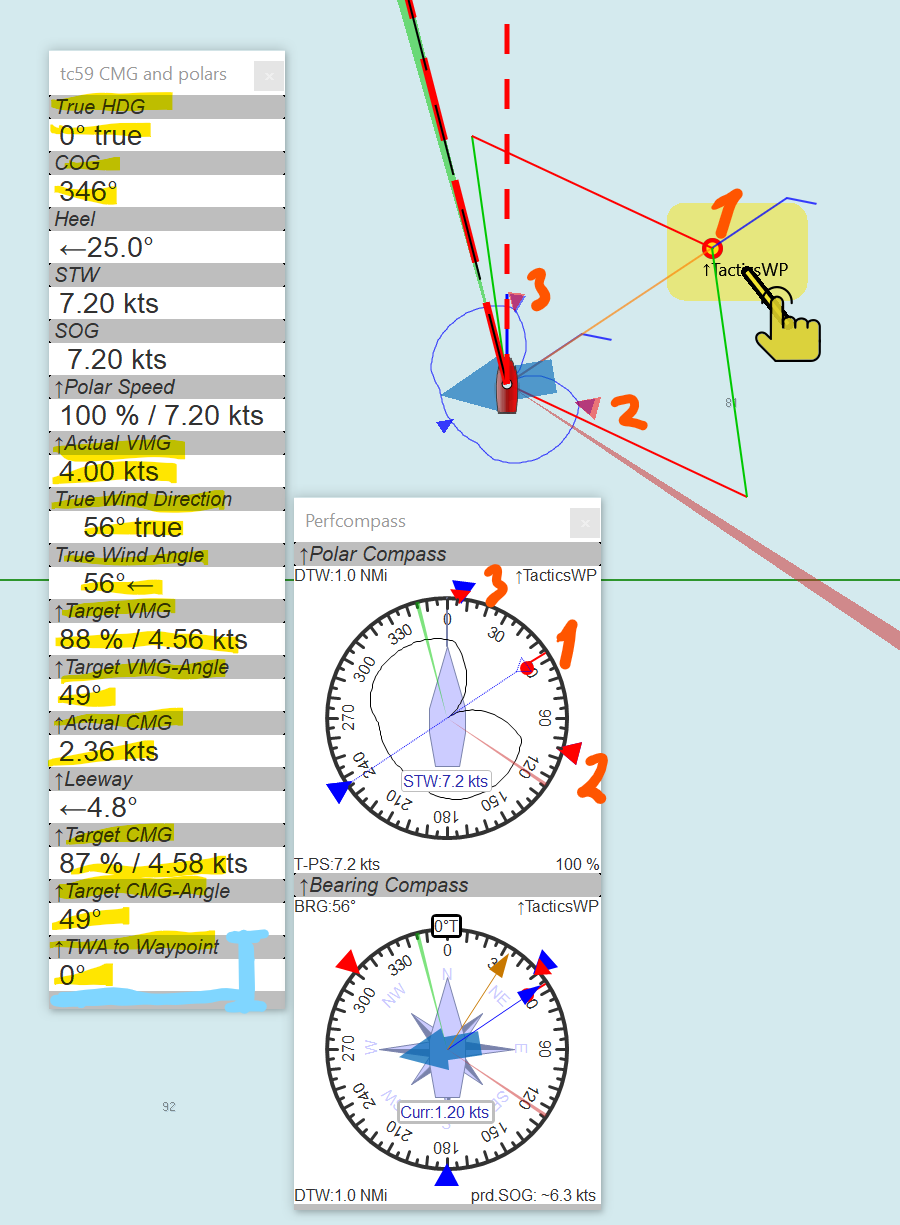 tc59 CMG and polars
True HDG
0° true
COG
346°
Heel
←25.0°
STW
7.20 kts
SOG
7.20 kts
↑Polar Speed
100 % / 7.20 kts
↑Actual VMG
4.00 kts
True Wind Direction
56° true
True Wind Angle
56°←
↑Target VMG
88 % / 4.56 kts
↑Target VMG-Angle
49°
↑Actual CMG
2.36 kts
↑Leeway
←4.8°
↑Target CMG
87 % / 4.58 kts
↑Target CMG-Angle
49°
↑TWA to Waypoint
0°
1
↑TacticsWP
3
2
92
Perfcompass
↑Polar Compass
DTW:1.0 NMi ↑TacticsWP
3
1
2
0
30
90
120
150
180
210
240
270
300
330
STW:7.2 kts
T-PS:7.2 kts 100 %
↑Bearing Compass
BRG:56° ↑TacticsWP
0°T
0
90
120
150
180
210
240
270
300
330
N
NE
E
SE
S
W
NW
Curr:1.20 kts
DTW:1.0 NMi prd.SOG: ~6.3 kts